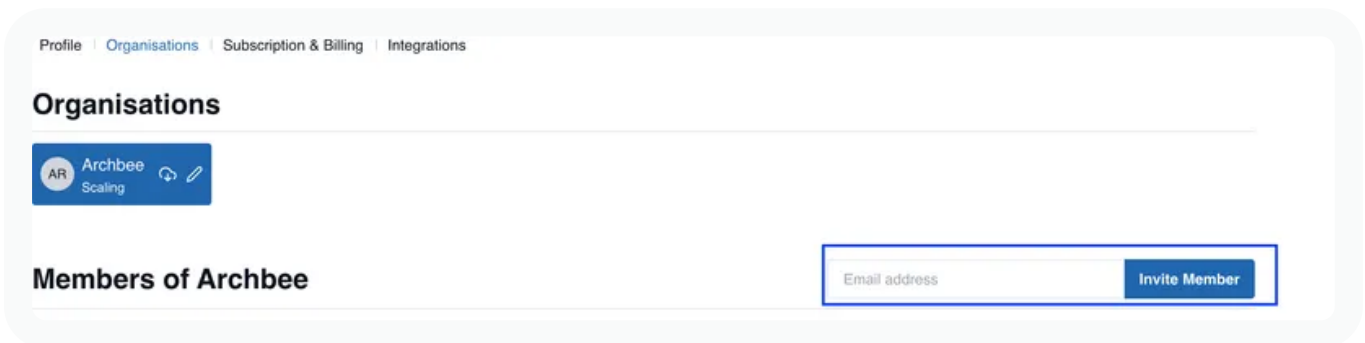 Profile Organisations Subscription & Billing Integrations
Organisations
AR Archbee
Scaling
Members of Archbee
Email address Invite Member